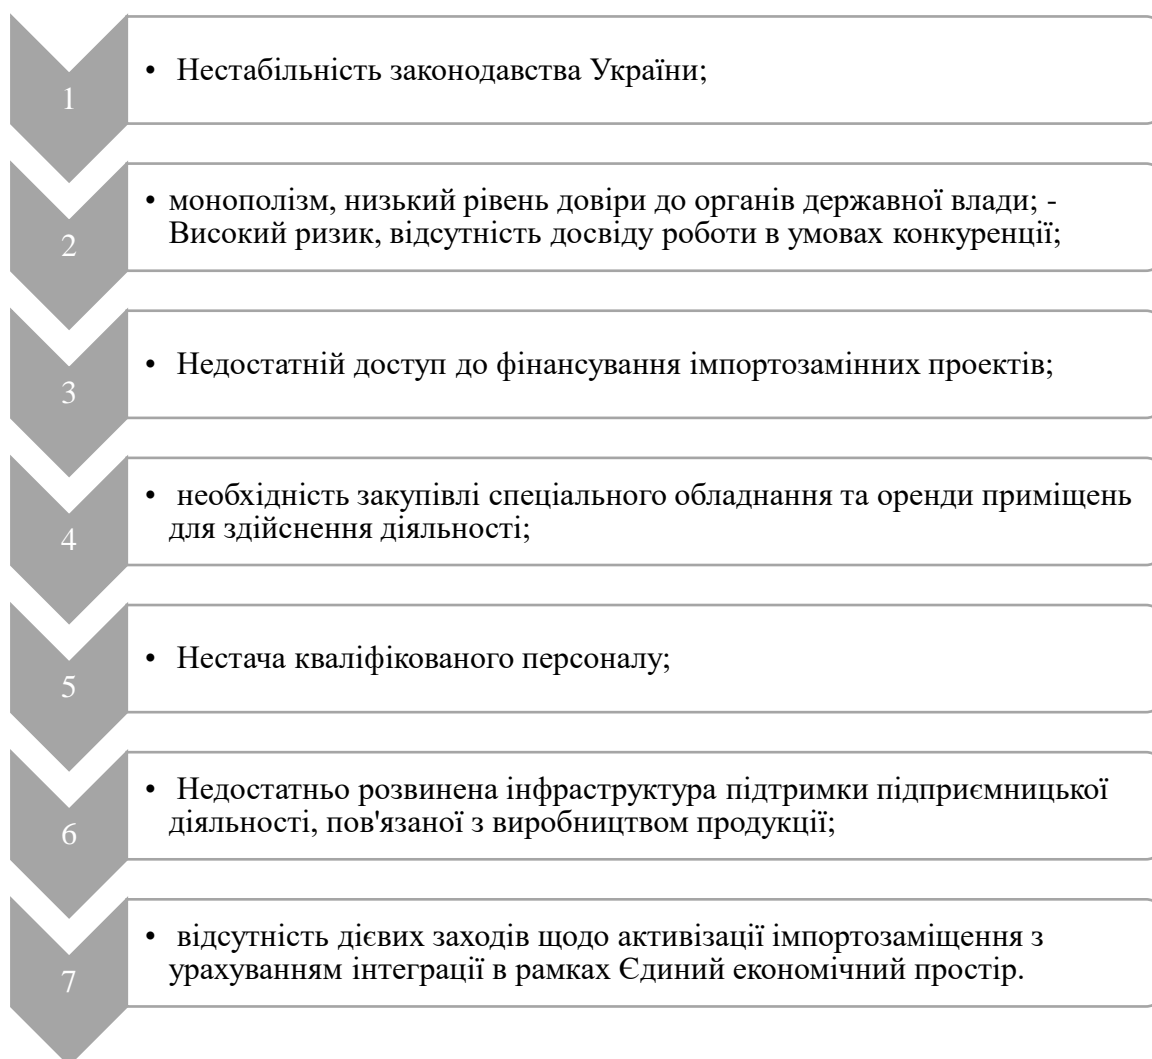 1
• Нестабільність законодавства України;
2
• монополізм, низький рівень довіри до органів державної влади; -
Високий ризик, відсутність досвіду роботи в умовах конкуренції;
3
• Недостатній доступ до фінансування імпортозамінних проектів;
4
• необхідність закупівлі спеціального обладнання та оренди приміщень
для здійснення діяльності;
5
• Нестача кваліфікованого персоналу;
6
• Недостатньо розвинена інфраструктура підтримки підприємницької
діяльності, пов'язаної з виробництвом продукції;
7
• відсутність дієвих заходів щодо активізації імпортозаміщення з
урахуванням інтеграції в рамках Єдиний економічний простір.